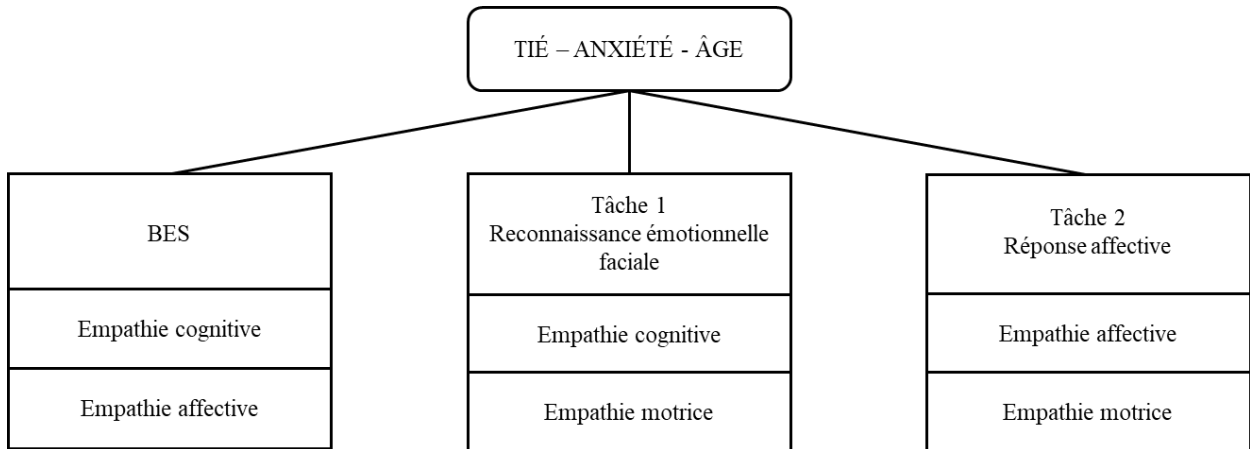 TIÉ – ANXIÉTÉ - ÂGE
BES
Empathie cognitive
Empathie affective
Tâche 1
Reconnaissance émotionnelle
faciale
Empathie cognitive
Empathie motrice
Tâche 2
Réponse affective
Empathie affective
Empathie motrice